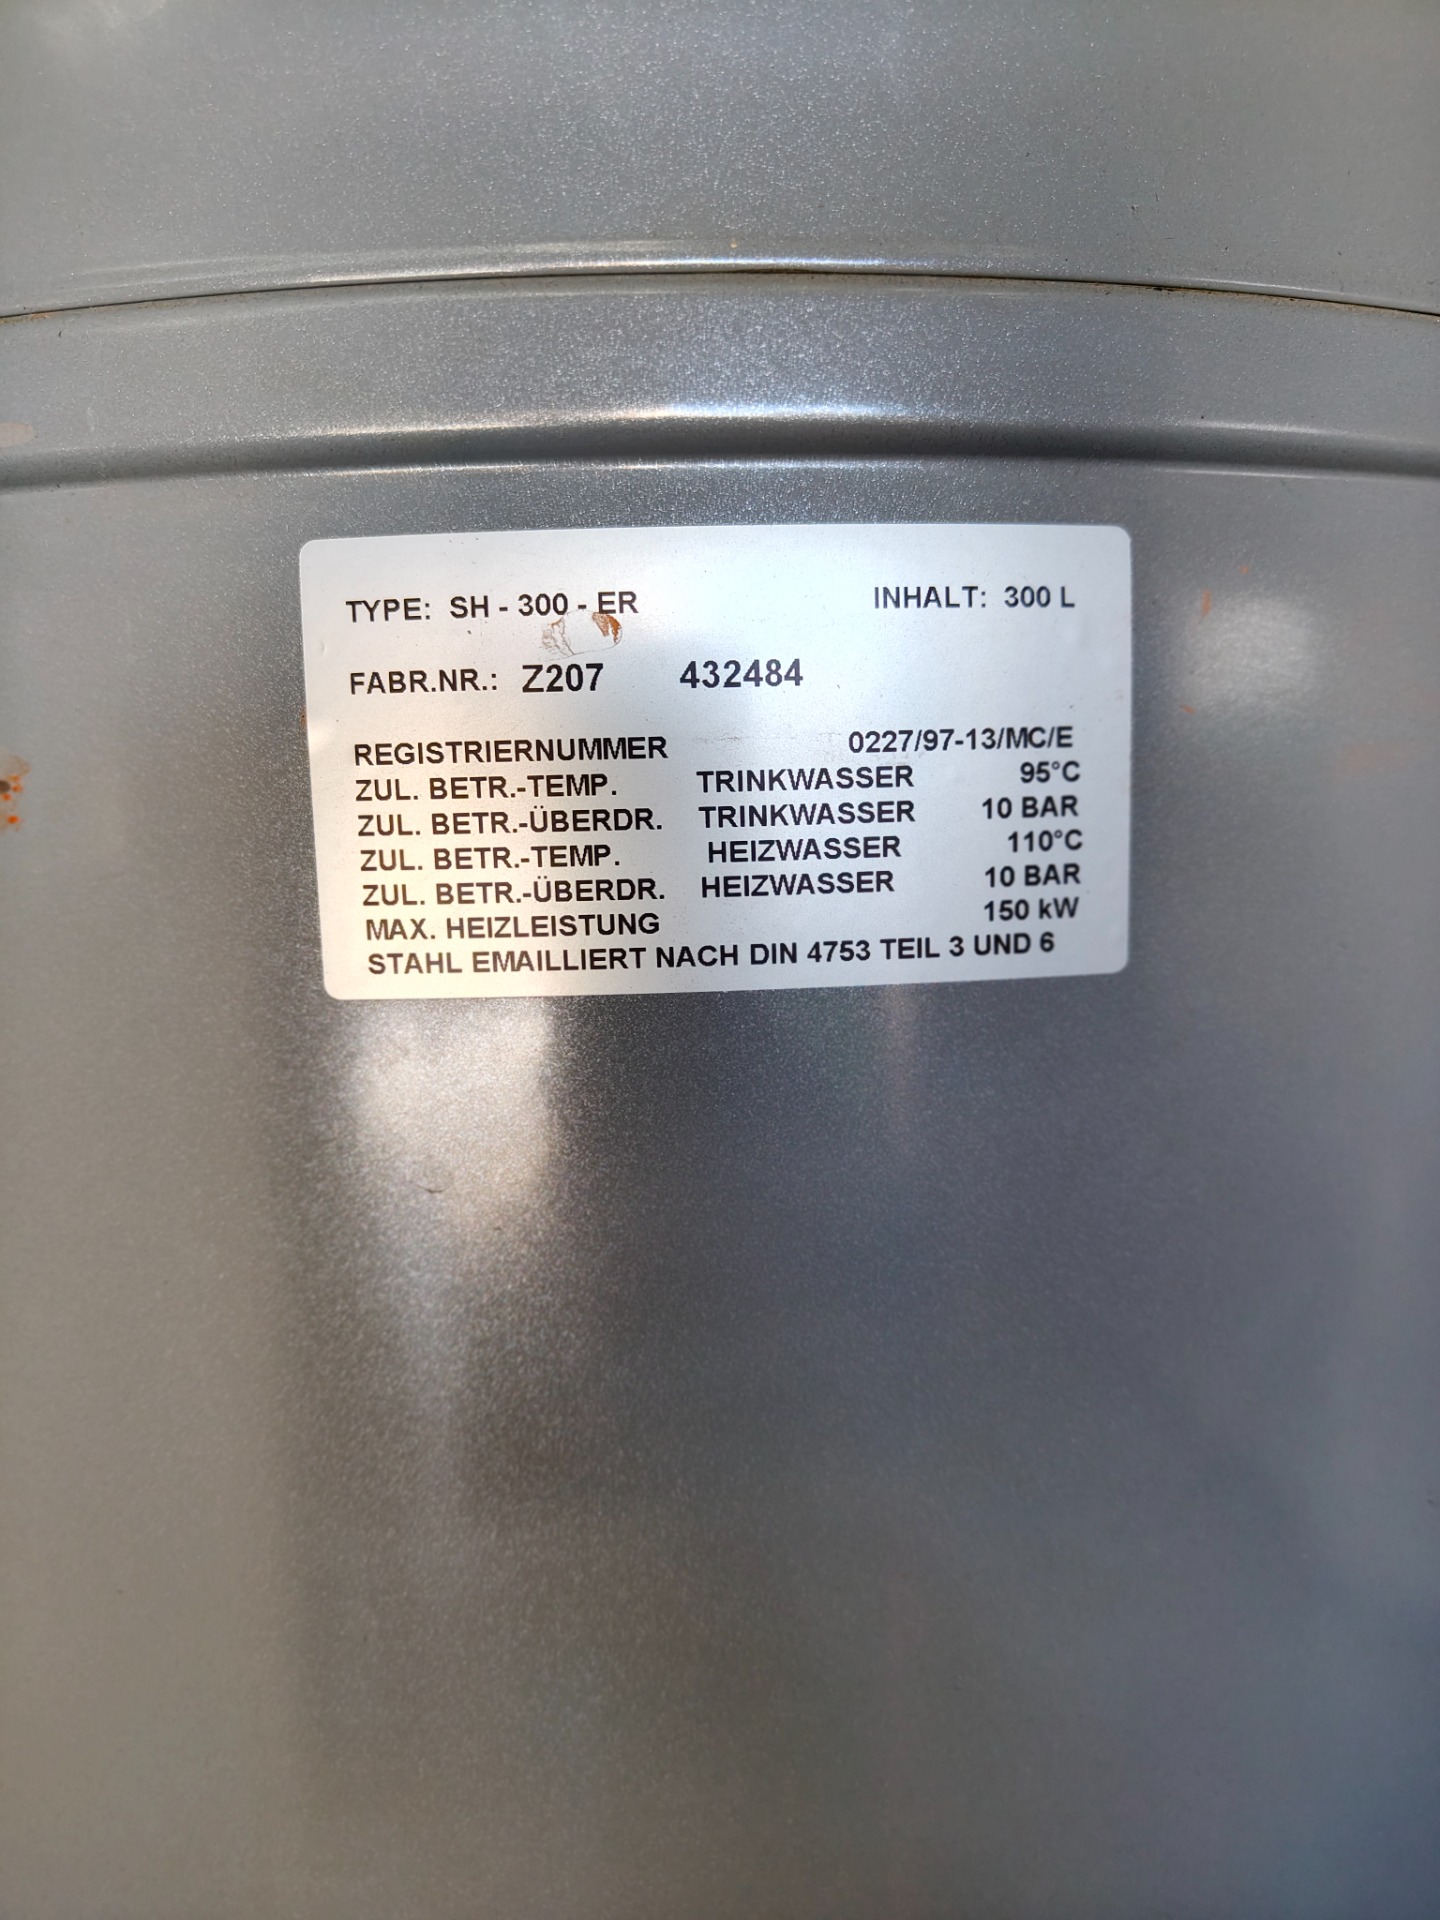 TYPE: SH - 300 - ER INHALT: 300 L
FABR.NR.: Z207 432484
REGISTRIERNUMMER 0227/97-13/MC/E
ZUL. BETR.-TEMP. TRINKWASSER 95°C
ZUL. BETR.-ÜBERDR. TRINKWASSER 10 BAR
ZUL. BETR.-TEMP. HEIZWASSER 110°C
ZUL. BETR.-ÜBERDR. HEIZWASSER 10 BAR
MAX. HEIZLEISTUNG 150 kW
STAHL EMAILLIERT NACH DIN 4753 TEIL 3 UND 6